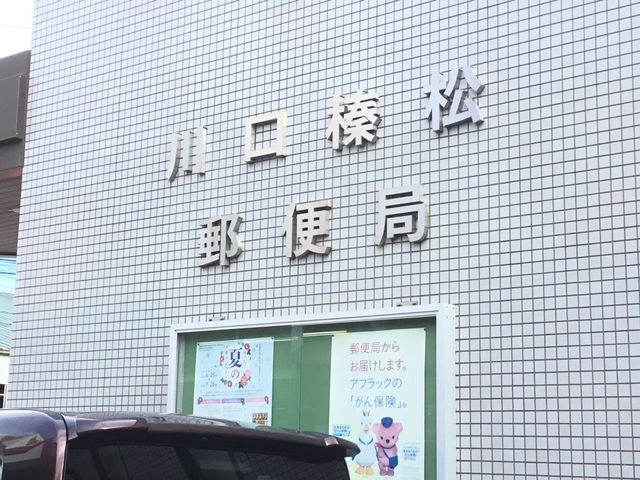 川口榛松
郵便局
夏の
郵便局から
お届けします。
アフラックの
「がん保険」。